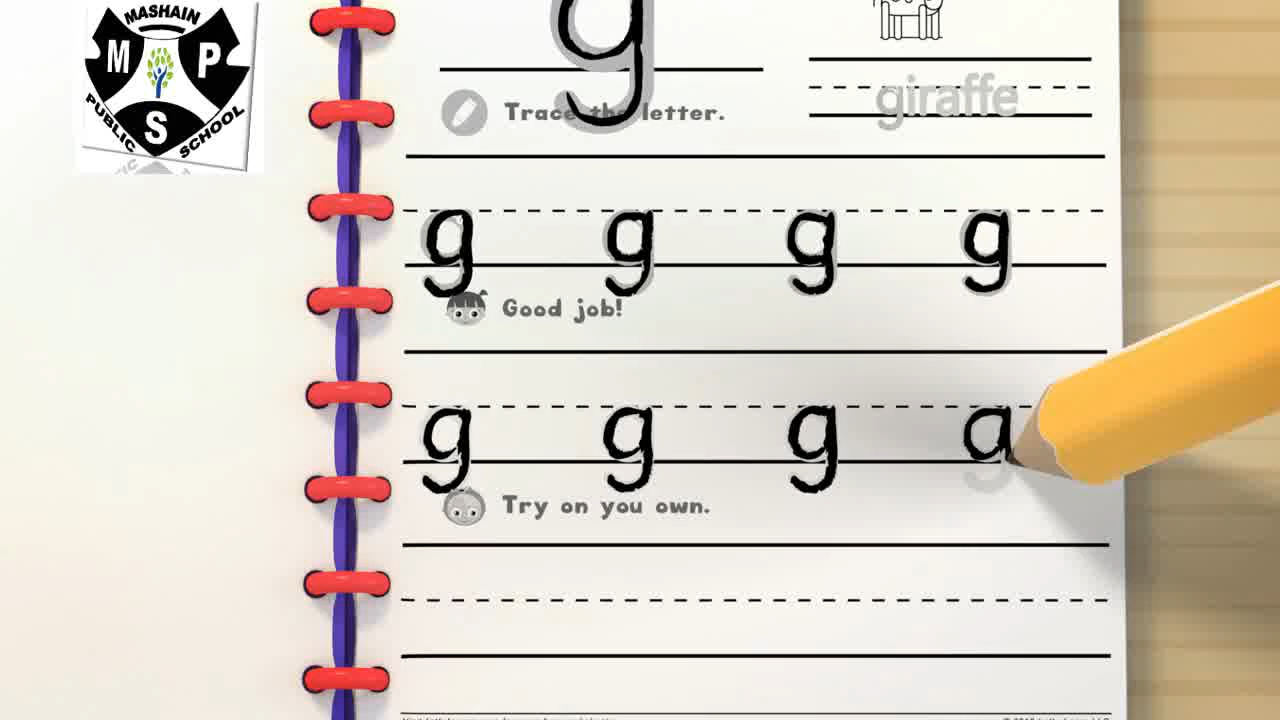 MASHAIN
M P
S
PUBLIC SCHOOL
g
giraffe
Trace the letter.
g g g g
Good job!
g g g g
Try on you own.